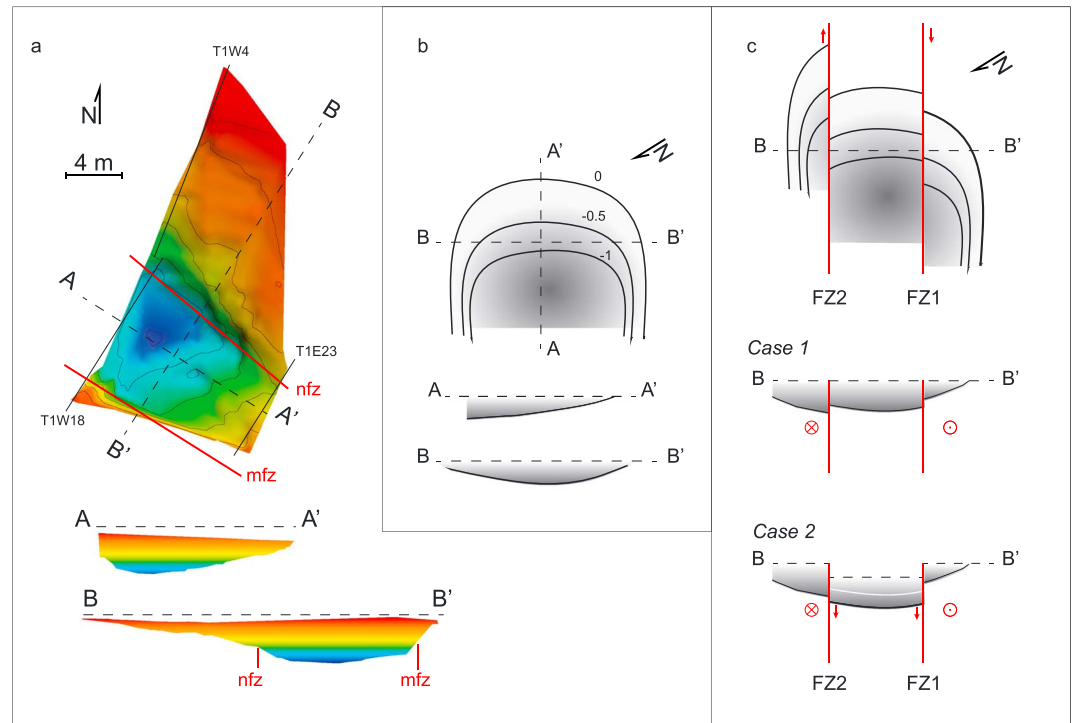 a
T1W4
N
B
4 m
A
T1E23
nfz
A’
T1W18
B’
mfz
A A’
B B’
nfz mfz
b
N
A’
0
-0.5
B B’
-1
A
A A’
B B’
c
N
B B’
FZ2 FZ1
Case 1
B B’
Case 2
B B’
FZ2 FZ1